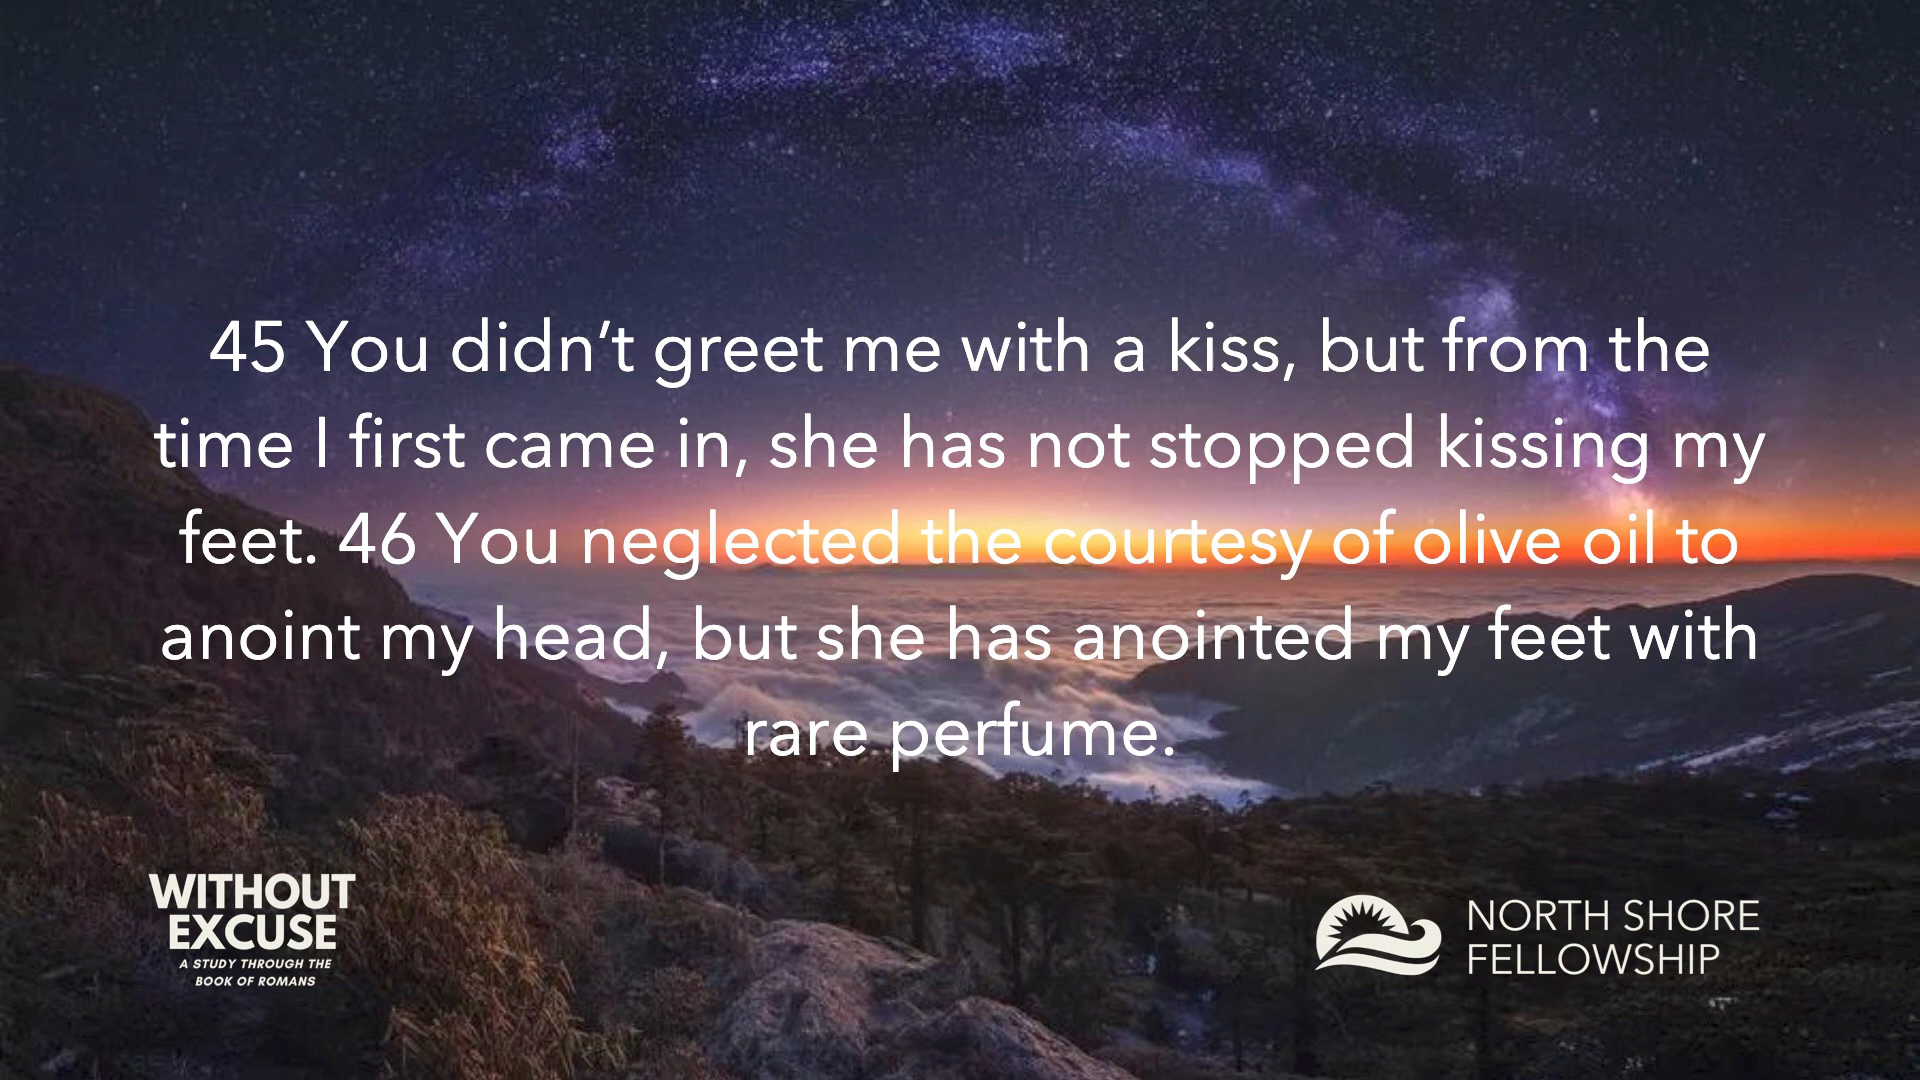 45 You didn’t greet me with a kiss, but from the
time I first came in, she has not stopped kissing my
feet. 46 You neglected the courtesy of olive oil to
anoint my head, but she has anointed my feet with
rare perfume.
WITHOUT
EXCUSE
A STUDY THROUGH THE
BOOK OF ROMANS
NORTH SHORE
FELLOWSHIP